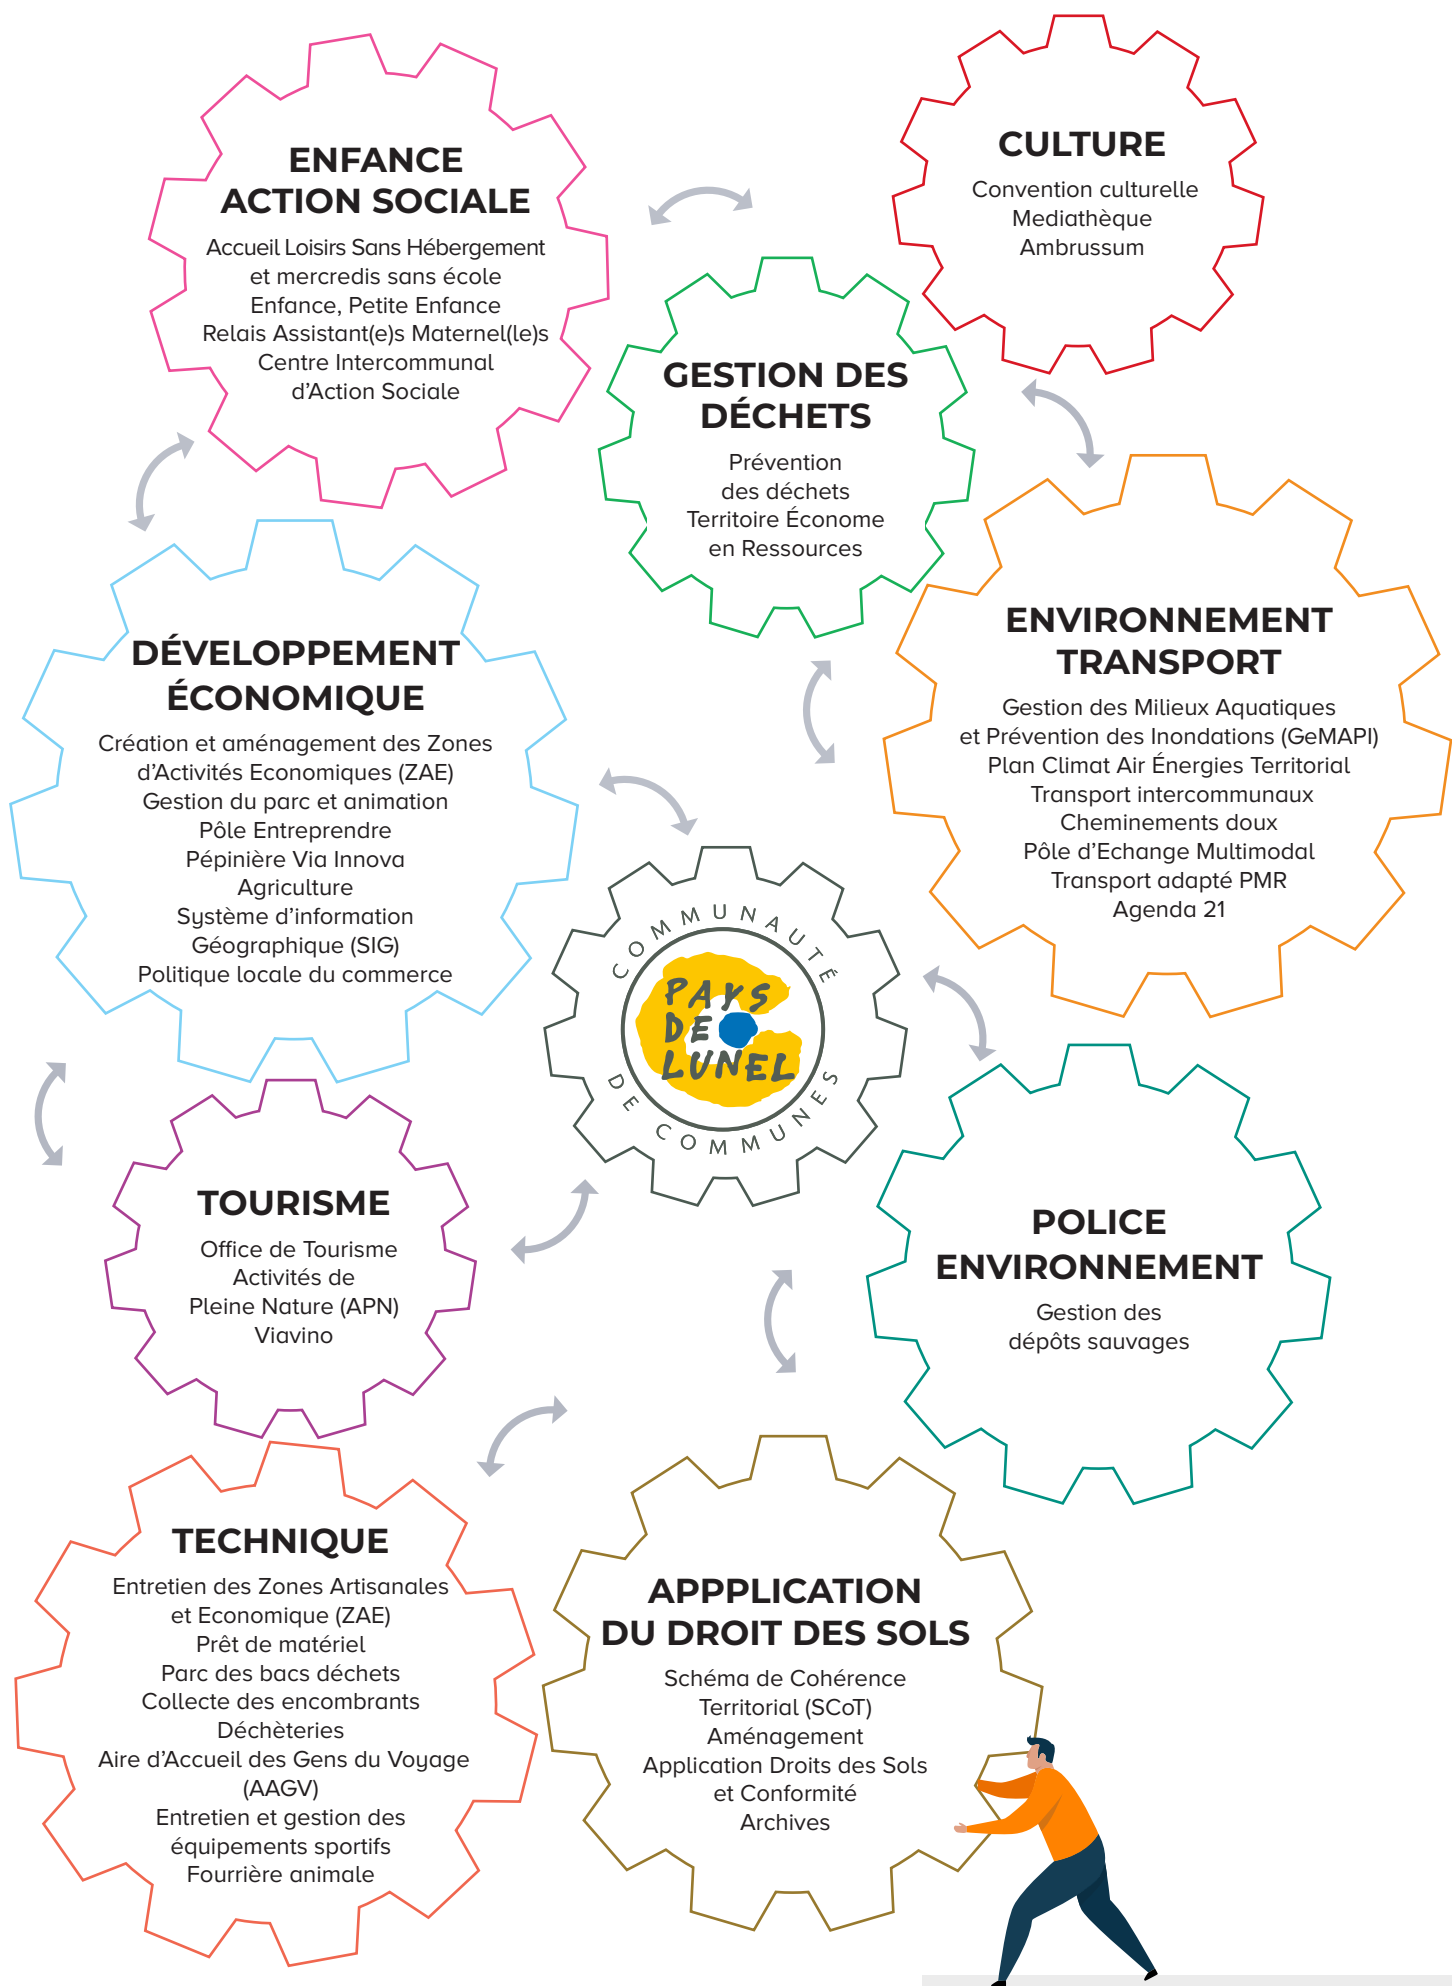 ENFANCE
ACTION SOCIALE
Accueil Loisirs Sans Hébergement
et mercredis sans école
Enfance, Petite Enfance
Relais Assistant(e)s Maternel(le)s
Centre Intercommunal
d'Action Sociale
CULTURE
Convention culturelle
Mediathèque
Ambrussum
GESTION DES
DÉCHETS
Prévention
des déchets
Territoire Économe
en Ressources
DÉVELOPPEMENT
ÉCONOMIQUE
Création et aménagement des Zones
d'Activités Economiques (ZAE)
Gestion du parc et animation
Pôle Entreprendre
Pépinière Via Innova
Agriculture
Système d'information
Géographique (SIG)
Politique locale du commerce
ENVIRONNEMENT
TRANSPORT
Gestion des Milieux Aquatiques
et Prévention des Inondations (GeMAPI)
Plan Climat Air Énergies Territorial
Transport intercommunaux
Cheminements doux
Pôle d'Echange Multimodal
Transport adapté PMR
Agenda 21
COMMUNAUTÉ
PAYS
DE
LUNEL
DE COMMUNES
TOURISME
Office de Tourisme
Activités de
Pleine Nature (APN)
Viavino
POLICE
ENVIRONNEMENT
Gestion des
dépôts sauvages
TECHNIQUE
Entretien des Zones Artisanales
et Economique (ZAE)
Prêt de matériel
Parc des bacs déchets
Collecte des encombrants
Déchèteries
Aire d'Accueil des Gens du Voyage
(AAGV)
Entretien et gestion des
équipements sportifs
Fourrière animale
APPPLICATION
DU DROIT DES SOLS
Schéma de Cohérence
Territorial (SCoT)
Aménagement
Application Droits des Sols
et Conformité
Archives